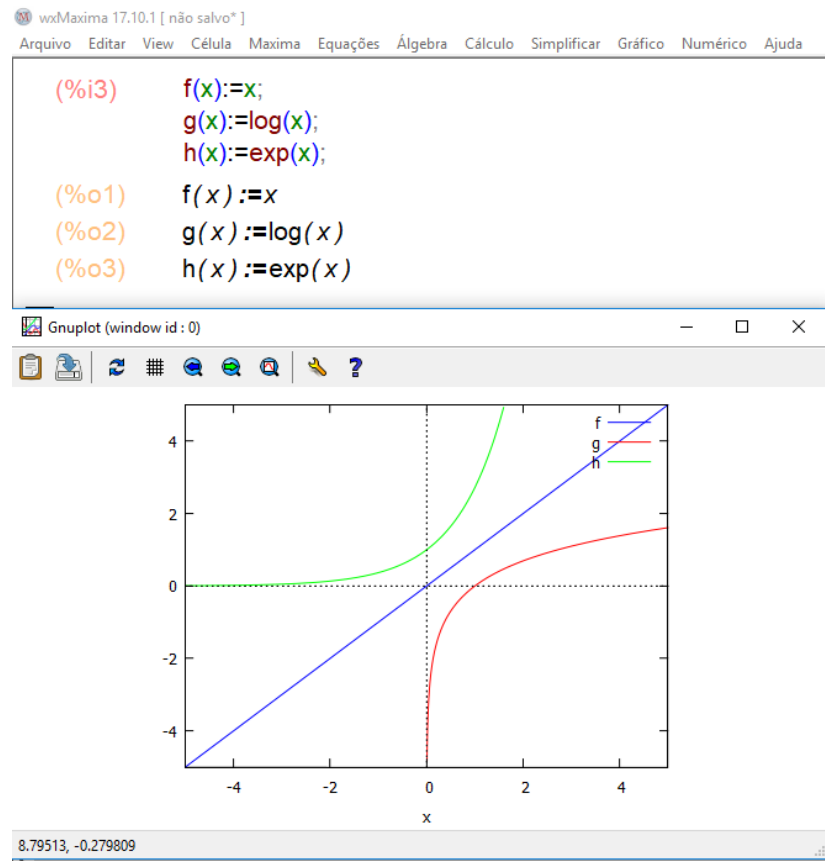 wxMaxima 17.10.1 [ não salvo* ]
Arquivo Editar View Célula Maxima Equações Álgebra Cálculo Simplificar Gráfico Numérico Ajuda
(%i3) f(x):=x;
g(x):=log(x);
h(x):=exp(x);
(%o1) f(x):=x
(%o2) g(x):=log(x)
(%o3) h(x):=exp(x)
Gnuplot (window id : 0)
f
g
h
4
2
0
-2
-4
-4 -2 0 2 4
x
8.79513, -0.279809